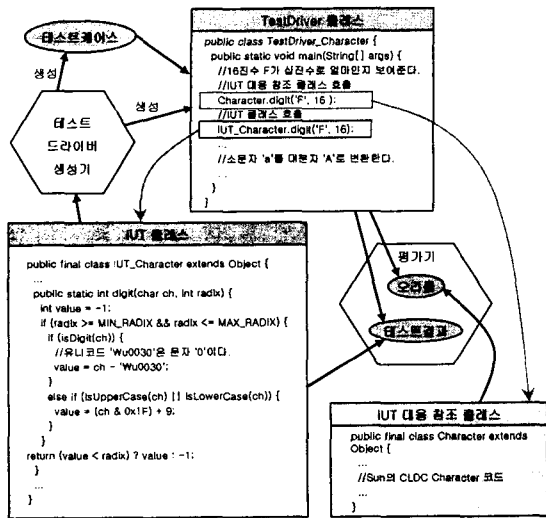 테스트케이스
생성
생성
테스트
드라이버
생성기
TestDriver 클래스
public class TestDriver_Character {
public static void main(String[] args) {
//16진수 F가 십진수로 얼마인지 보여준다.
//IUT 대응 참조 클래스 호출
Character.digit('F', 16 );
//IUT 클래스 호출
IUT_Character.digit('F', 16);
...
//소문자 'a'를 대문자 'A'로 변환한다.
...
}
}
IUT 클래스
public final class IUT_Character extends Object {
...
public static int digit(char ch, int radix) {
int value = -1;
if (radix >= MIN_RADIX && radix <= MAX_RADIX) {
if (isDigit(ch)) {
//유니코드 'Wu0030'은 문자 '0'이다.
value = ch - 'Wu0030';
}
else if (isUpperCase(ch) || isLowerCase(ch)) {
value = (ch & 0x1F) + 9;
}
}
return (value < radix) ? value : -1;
}
...
}
평가기
오라클
테스트결과
IUT 대응 참조 클래스
public final class Character extends
Object {
...
//Sun의 CLDC Character 코드
...
}